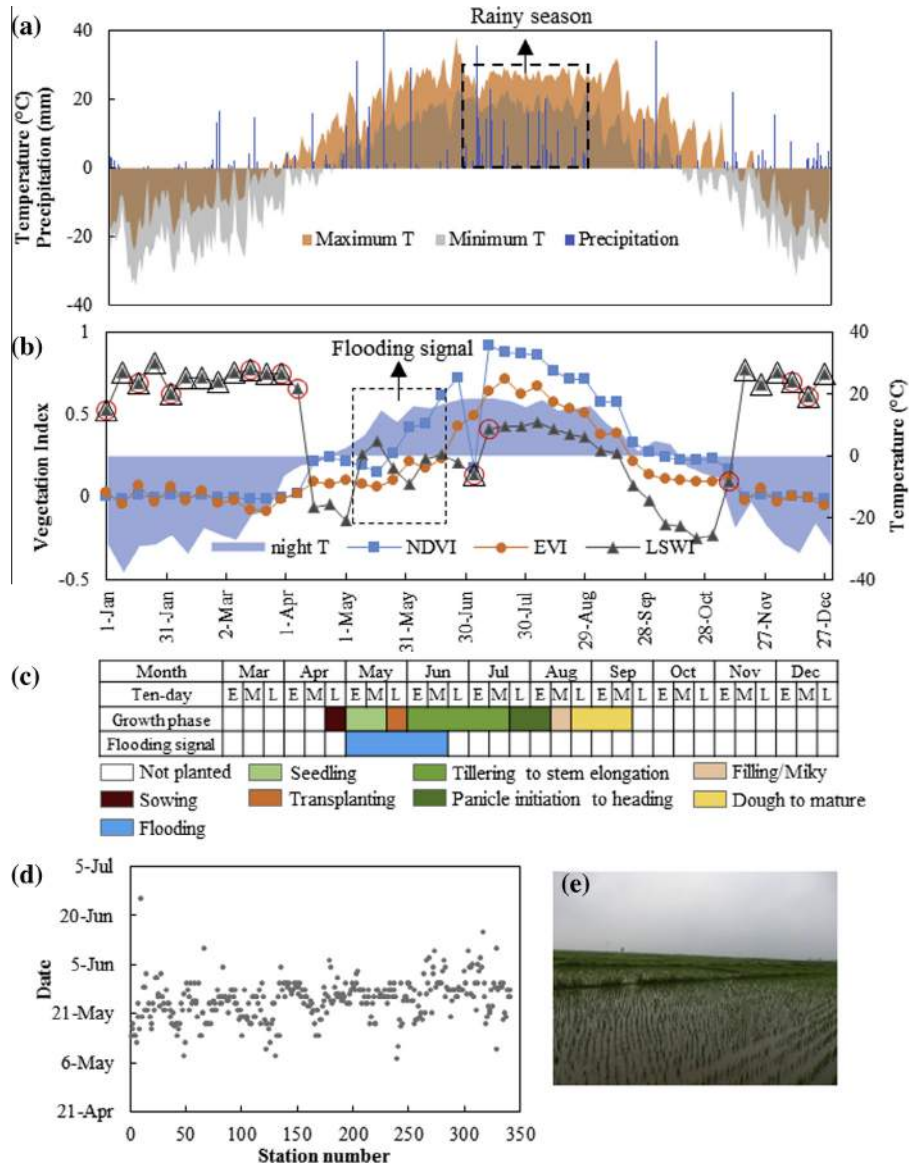 (a)
Rainy season
Temperature (°C)
Precipitation (mm)
40
20
0
-20
-40
Maximum T
Minimum T
Precipitation
(b)
Vegetation Index
1
0.5
0
-0.5
Flooding signal
40
20
0
-20
-40
Temperature (°C)
night T
NDVI
EVI
LSWI
1-Jan
31-Jan
2-Mar
1-Apr
1-May
31-May
30-Jun
30-Jul
29-Aug
28-Sep
28-Oct
27-Nov
27-Dec
(c)
Month Mar Apr May Jun Jul Aug Sep Oct Nov Dec
Ten-day E M L E M L E M L E M L E M L E M L E M L E M L E M L E M L
Growth phase
Flooding signal
Not planted Seedling Tillering to stem elongation Filling/Miky
Sowing Transplanting Panicle initiation to heading Dough to mature
Flooding
(d)
Date
5-Jul
20-Jun
5-Jun
21-May
6-May
21-Apr
0 50 100 150 200 250 300 350
Station number
(e)